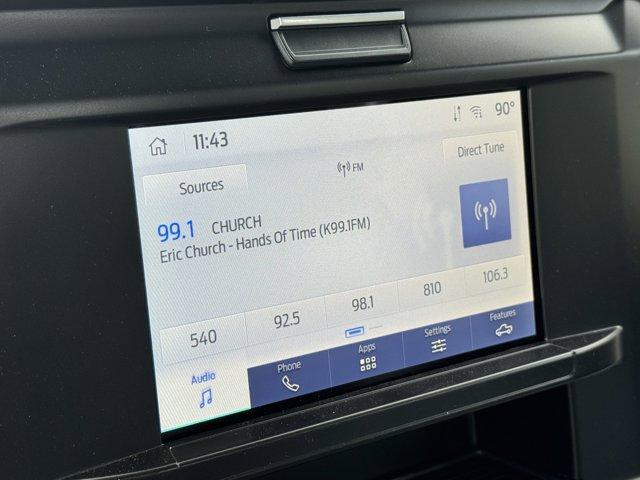 11:43
90°
Sources
FM
Direct Tune
99.1 CHURCH
Eric Church - Hands Of Time (K99.1FM)
540 92.5 98.1 810 106.3
Audio Phone Apps Settings Features